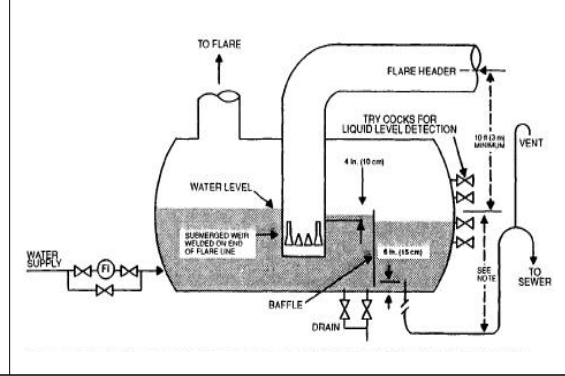 TO FLARE
FLARE HEADER
TRY COCKS FOR
LIQUID LEVEL DETECTION
10 ft (3 m)
MINIMUM
VENT
4 in. (10 cm)
WATER LEVEL
SUBMERGED WEIR
WELDED ON END
OF FLARE LINE
6 in. (15 cm)
WATER
SUPPLY
FI
SEE
NOTE
TO
SEWER
BAFFLE
DRAIN